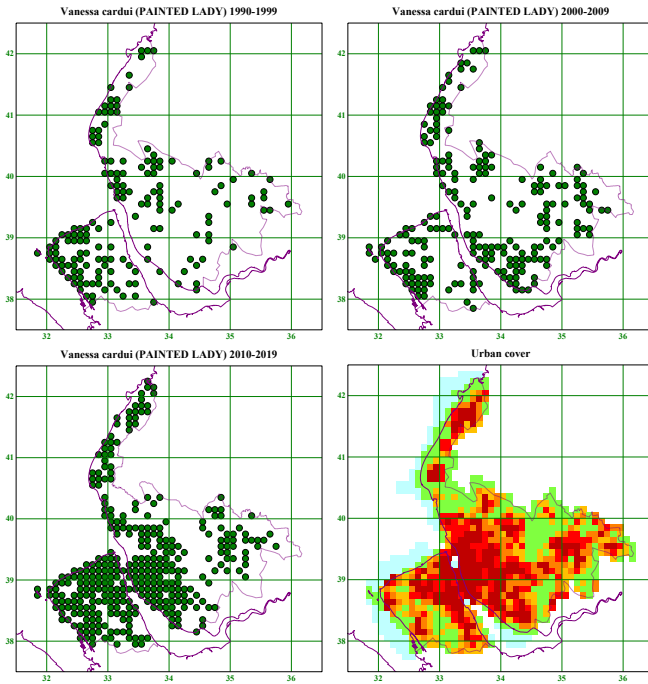 Vanessa cardui (PAINTED LADY) 1990-1999
42
41
40
39
38
32 33 34 35 36
Vanessa cardui (PAINTED LADY) 2000-2009
42
41
40
39
38
32 33 34 35 36
Vanessa cardui (PAINTED LADY) 2010-2019
42
41
40
39
38
32 33 34 35 36
Urban cover
42
41
40
39
38
32 33 34 35 36